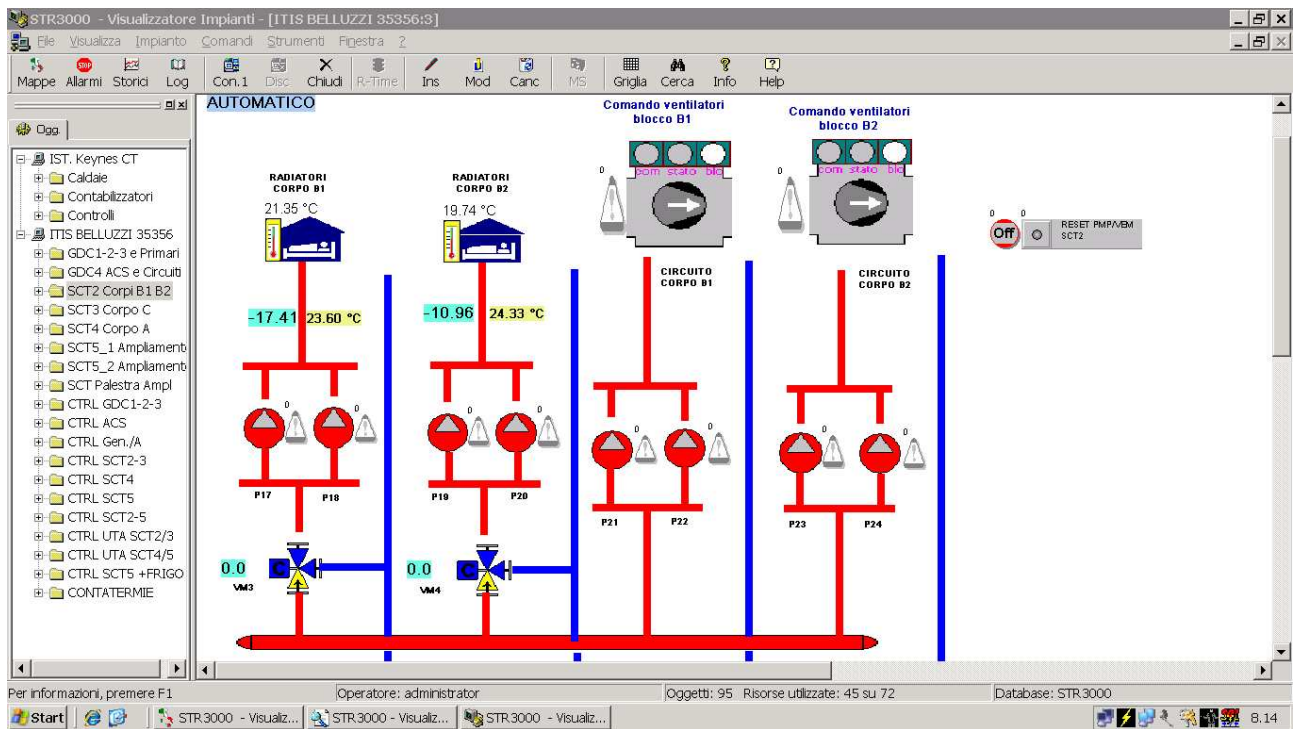 STR3000 - Visualizzatore Impianti - [ITIS BELLUZZI 35356:3]
File Visualizza Impianto Comandi Strumenti Finestra ?
Mappe Allarmi Storici Log Con.1 Disc Chiudi R-Time Ins Mod Canc MS Griglia Cerca Info Help
Ogg.
IST. Keynes CT
Caldaie
Contabilizzatori
Controlli
ITIS BELLUZZI 35356
GDC1-2-3 e Primari
GDC4 ACS e Circuiti
SCT2 Corpi B1 B2
SCT3 Corpo C
SCT4 Corpo A
SCT5_1 Ampliament
SCT5_2 Ampliament
SCT Palestra Ampl
CTRL GDC1-2-3
CTRL ACS
CTRL Gen./A
CTRL SCT2-3
CTRL SCT4
CTRL SCT5
CTRL SCT2-5
CTRL UTA SCT2/3
CTRL UTA SCT4/5
CTRL SCT5 +FRIGO
CONTATERMIE
AUTOMATICO
Comando ventilatori
blocco B1
Comando ventilatori
blocco B2
com stato blo
com stato blo
0
0
RADIATORI
CORPO B1
RADIATORI
CORPO B2
21.35 °C
19.74 °C
0 0
Off
RESET PMP/VEM
SCT2
CIRCUITO
CORPO B1
CIRCUITO
CORPO B2
-17.41 23.60 °C
-10.96 24.33 °C
0 0 0 0 0 0 0 0
P17 P18 P19 P20
P21 P22 P23 P24
0.0 C
VM3
0.0 C
VM4
Per informazioni, premere F1
Operatore: administrator
Oggetti: 95 Risorse utilizzate: 45 su 72
Database: STR3000
Start
STR3000 - Visualiz...
STR3000 - Visualiz...
STR3000 - Visualiz...
8.14